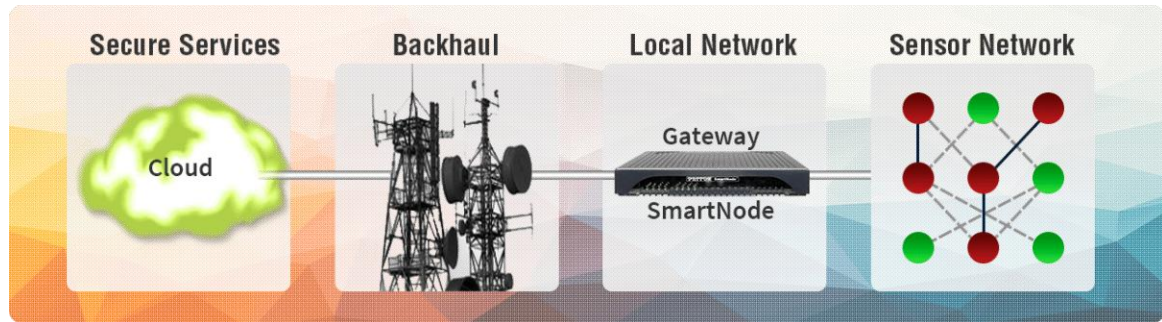 Secure Services
Backhaul
Local Network
Sensor Network
Cloud
Gateway
SmartNode